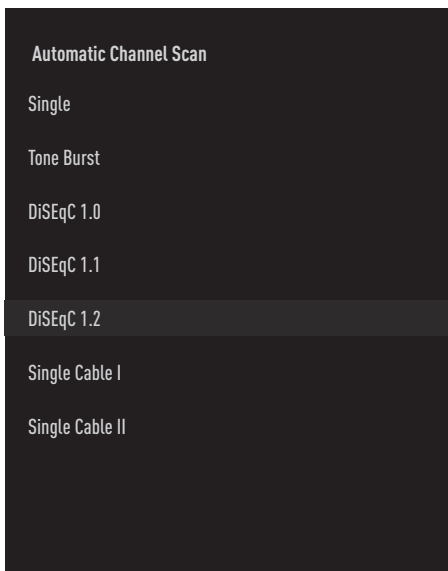 Automatic Channel Scan
Single
Tone Burst
DiSEqC 1.0
DiSEqC 1.1
DiSEqC 1.2
Single Cable I
Single Cable II